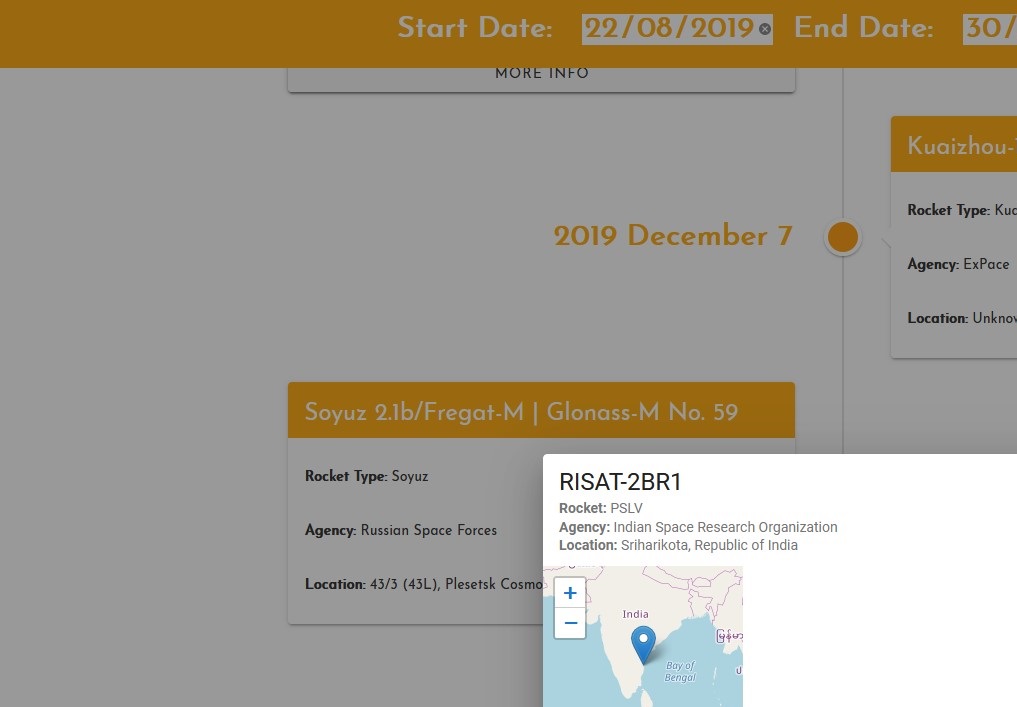 Start Date: 22/08/2019 End Date: 30/
MORE INFO
Kuaizhou-
2019 December 7
Rocket Type:
Agency: ExPace
Location:
Soyuz 2.1b/Fregat-M | Glonass-M No. 59
Rocket Type: Soyuz
Agency: Russian Space Forces
Location: 43/3 (43L), Plesetsk Cosmo
RISAT-2BR1
Rocket: PSLV
Agency: Indian Space Research Organization
Location: Sriharikota, Republic of India
+
−
India
Bay of
Bengal